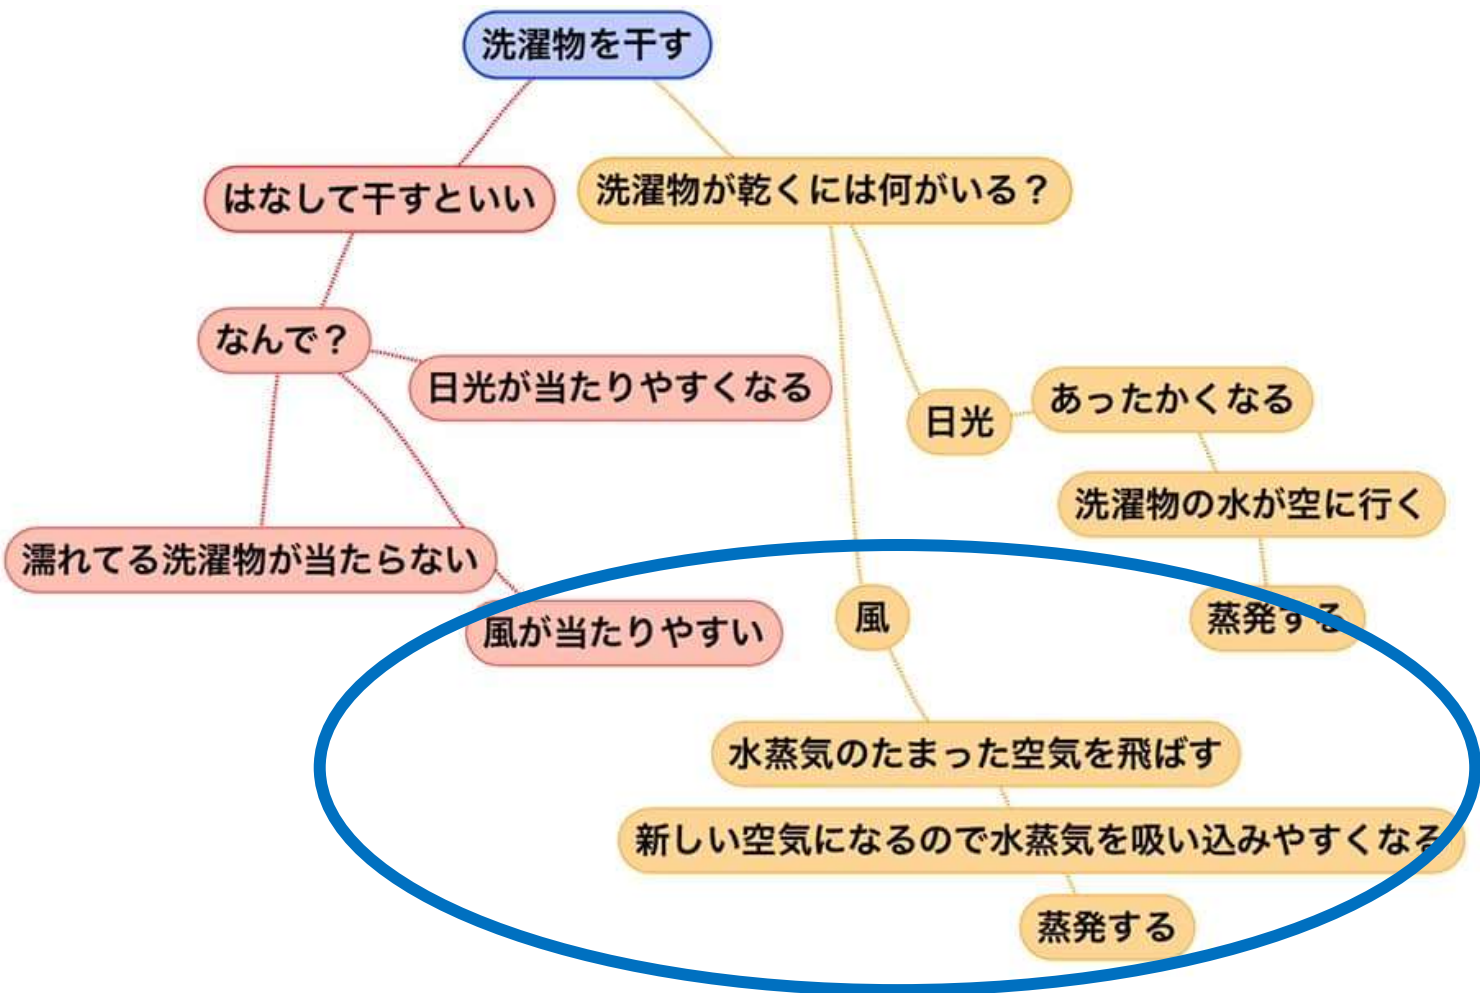 洗濯物を干す
はなして干すといい
洗濯物が乾くには何がいる？
なんで？
日光が当たりやすくなる
日光
あったかくなる
洗濯物の水が空に行く
濡れてる洗濯物が当たらない
風が当たりやすい
風
蒸発する
水蒸気のたまった空気を飛ばす
新しい空気になるので水蒸気を吸い込みやすくなる
蒸発する